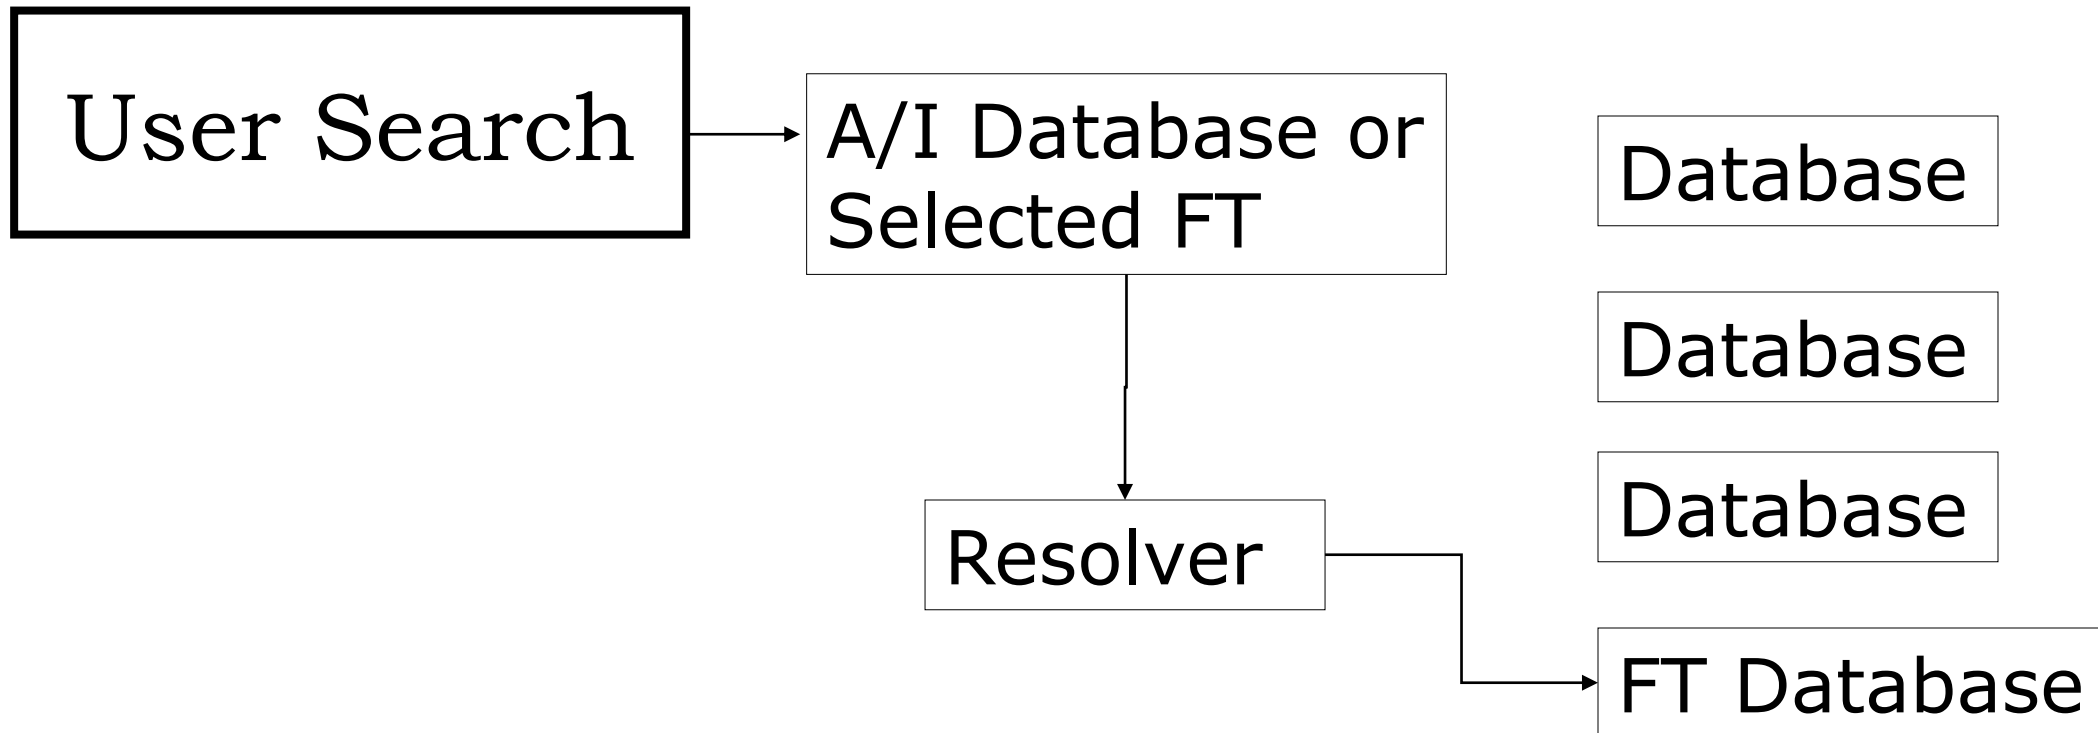 User Search
A/I Database or
Selected FT
Database
Database
Database
Resolver
FT Database